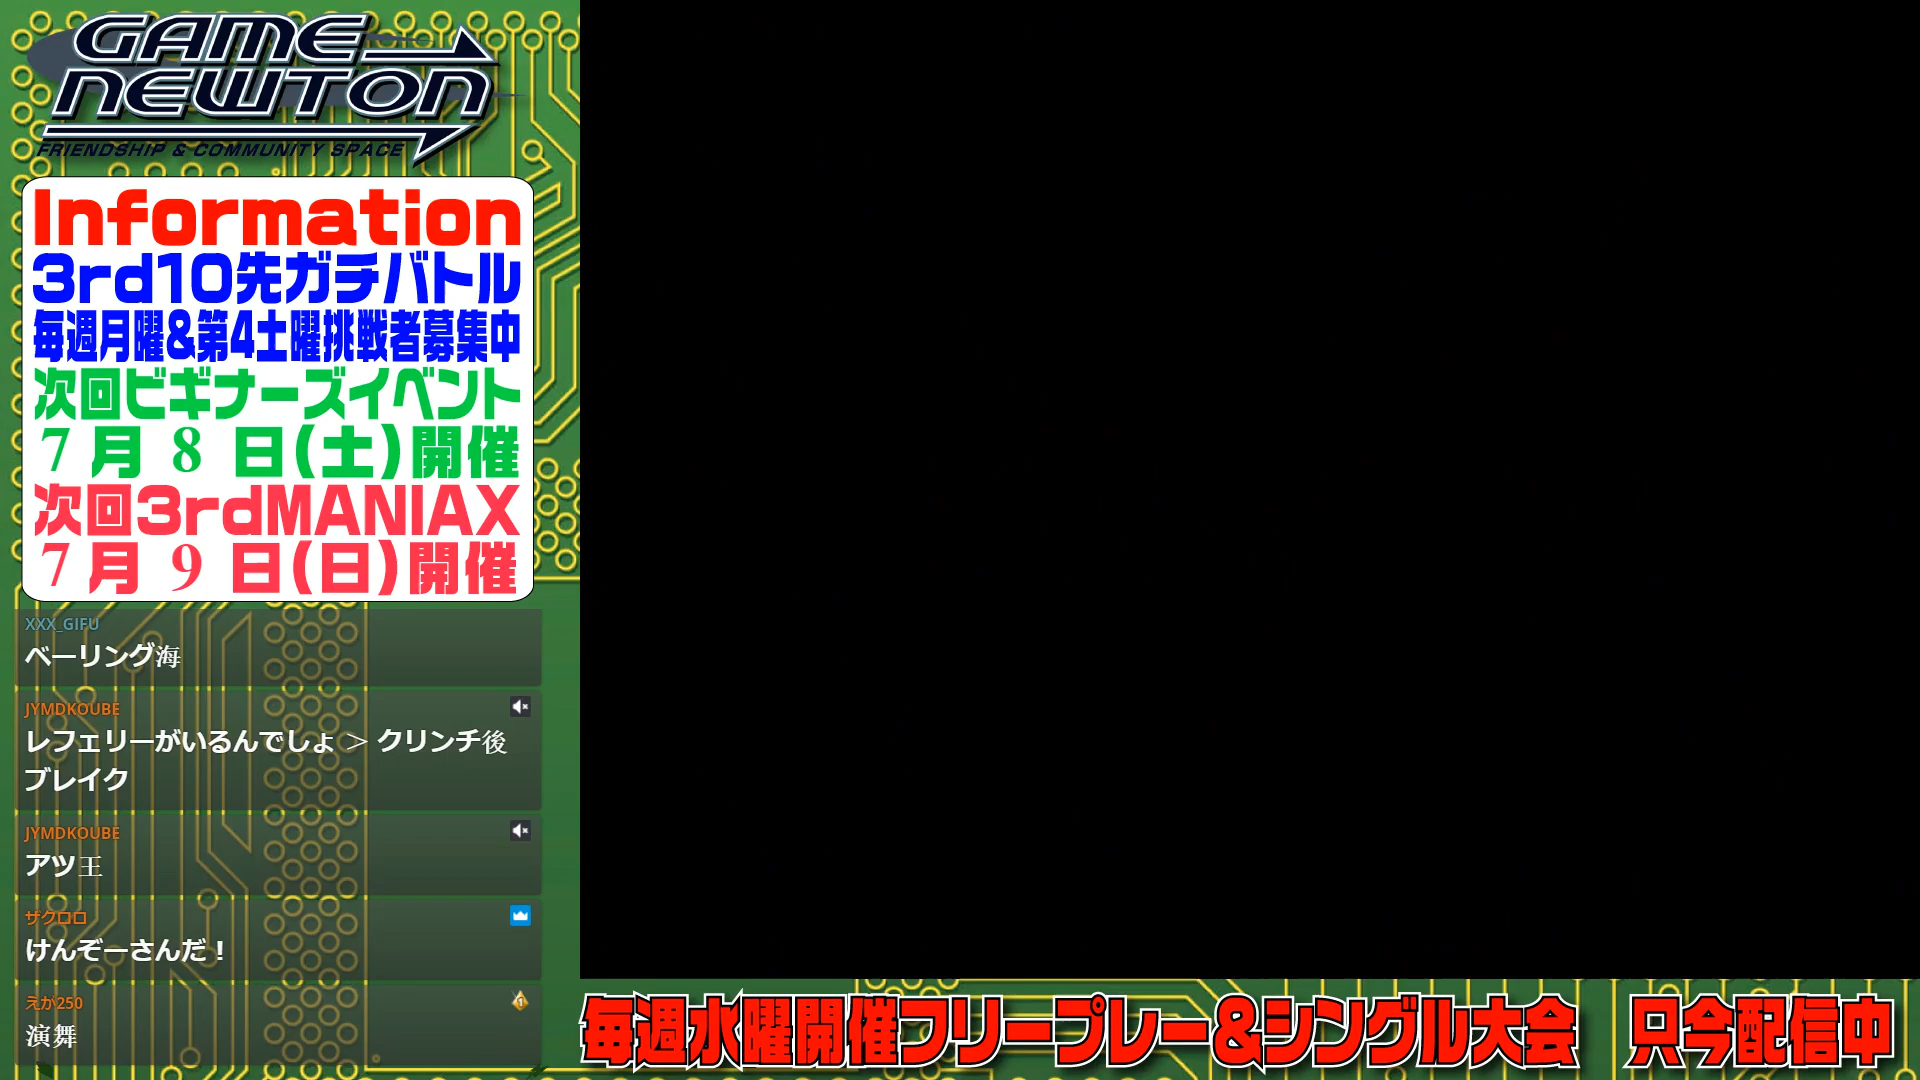 GAME
NEWTON
FRIENDSHIP & COMMUNITY SPACE
Information
3rd10先ガチバトル
毎週月曜&第4土曜挑戦者募集中
次回ビギナーズイベント
7月8日(土)開催
次回3rdMANIAX
7月9日(日)開催
XXX_GIFU
ベーリング海
JYMDKOUBE
レフェリーがいるんでしょ > クリンチ後
ブレイク
JYMDKOUBE
アツ王
ザクロロ
けんぞーさんだ！
えが250
演舞
毎週水曜開催フリープレー&シングル大会 只今配信中